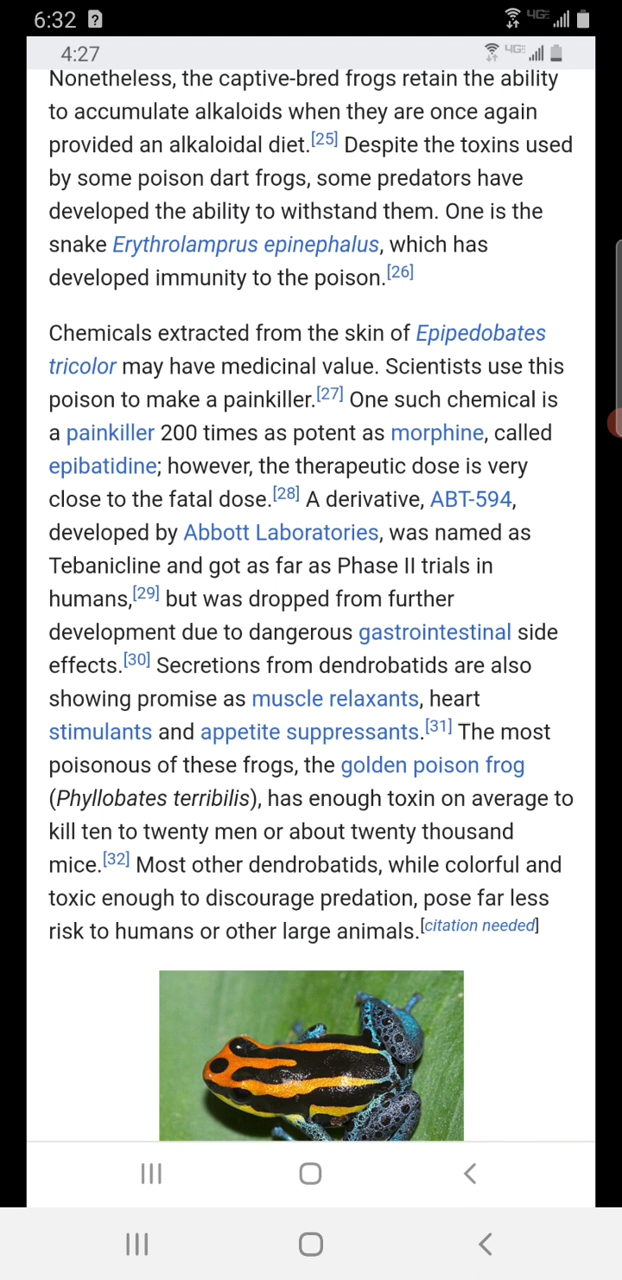 6:32 4GE
4:27 4GE
Nonetheless, the captive-bred frogs retain the ability
to accumulate alkaloids when they are once again
provided an alkaloidal diet.[25] Despite the toxins used
by some poison dart frogs, some predators have
developed the ability to withstand them. One is the
snake Erythrolamprus epinephalus, which has
developed immunity to the poison.[26]
Chemicals extracted from the skin of Epipedobates
tricolor may have medicinal value. Scientists use this
poison to make a painkiller.[27] One such chemical is
a painkiller 200 times as potent as morphine, called
epibatidine; however, the therapeutic dose is very
close to the fatal dose.[28] A derivative, ABT-594,
developed by Abbott Laboratories, was named as
Tebanicline and got as far as Phase II trials in
humans,[29] but was dropped from further
development due to dangerous gastrointestinal side
effects.[30] Secretions from dendrobatids are also
showing promise as muscle relaxants, heart
stimulants and appetite suppressants.[31] The most
poisonous of these frogs, the golden poison frog
(Phyllobates terribilis), has enough toxin on average to
kill ten to twenty men or about twenty thousand
mice.[32] Most other dendrobatids, while colorful and
toxic enough to discourage predation, pose far less
risk to humans or other large animals.[citation needed]